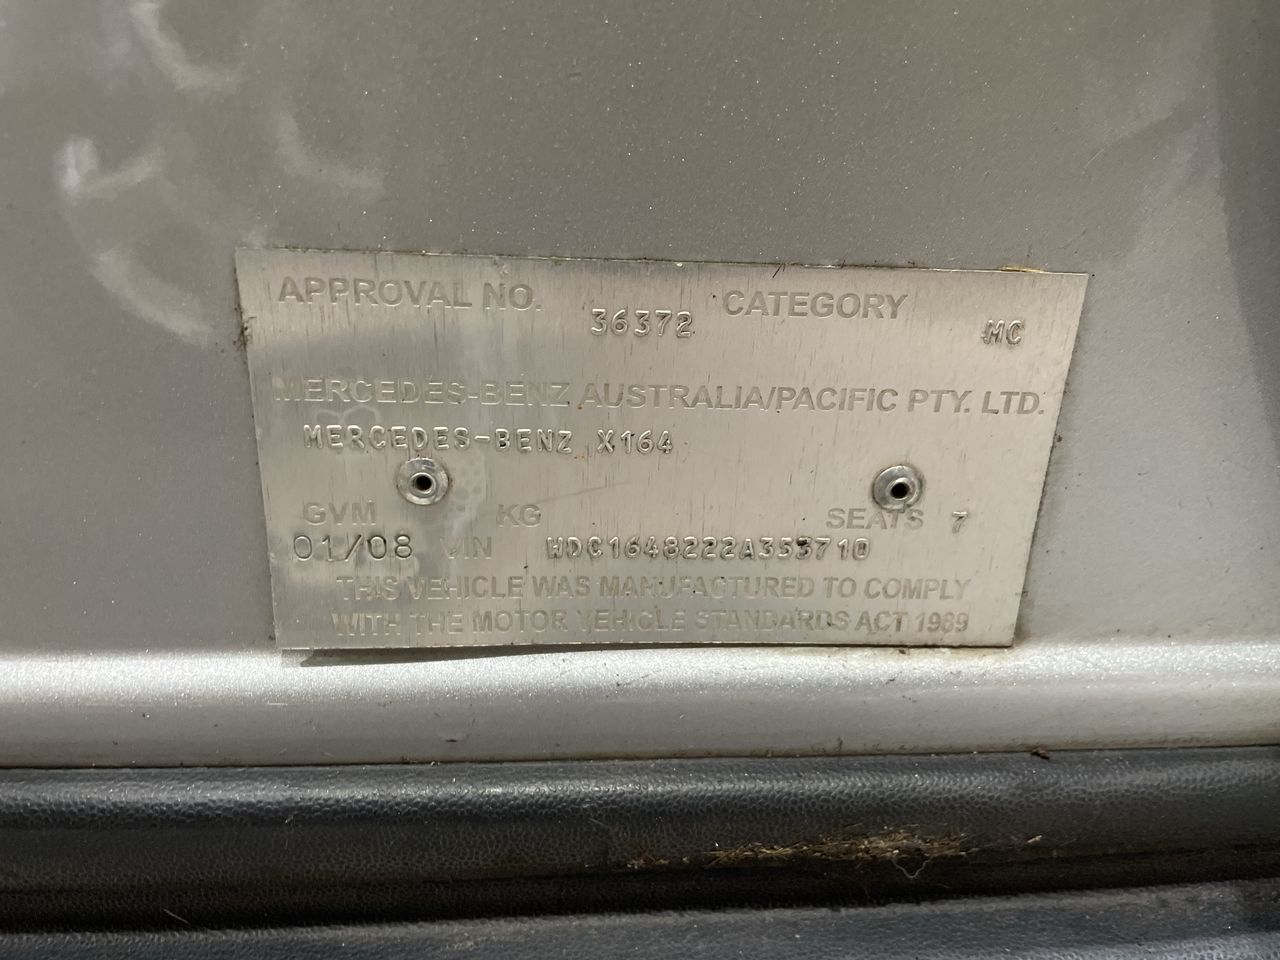 APPROVAL NO. 36372 CATEGORY MC
MERCEDES-BENZ AUSTRALIA/PACIFIC PTY. LTD.
MERCEDES-BENZ X164
GVM KG SEATS 7
01/08 VIN WDC1648222A353710
THIS VEHICLE WAS MANUFACTURED TO COMPLY
WITH THE MOTOR VEHICLE STANDARDS ACT 1989